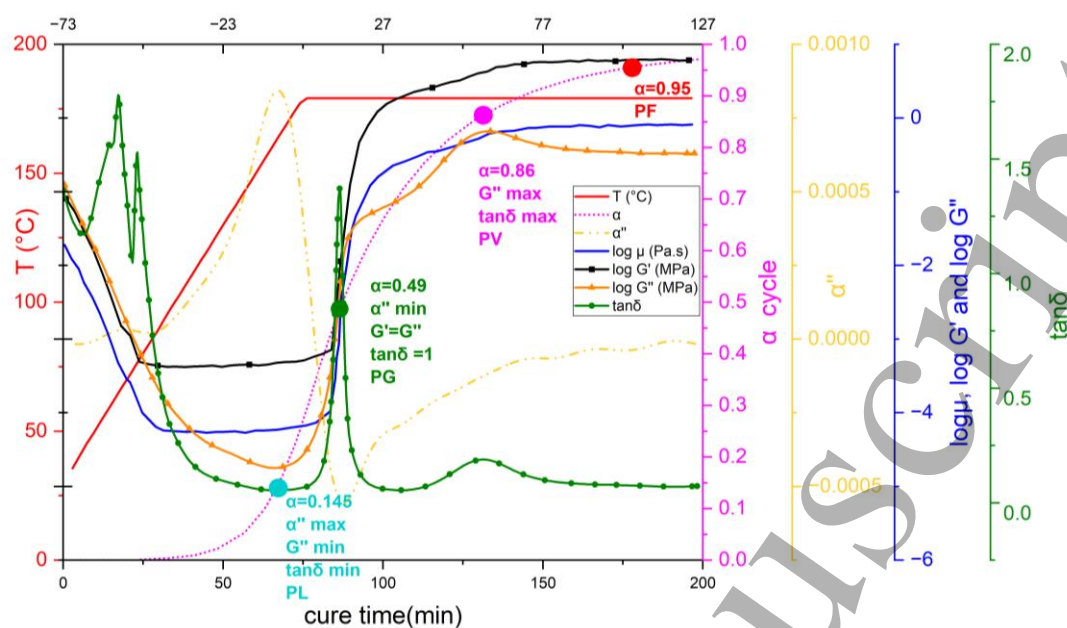 −73 −23 27 77 127
200 1.0 0.0010 2.0
0.9
α=0.95
PF
0
0.8
150
α=0.86
G" max
tanδ max
PV
0.7
0.0005
1.5
T (°C)
α
α"
log μ (Pa.s)
log G' (MPa)
log G" (MPa)
tanδ
0.6
−2
T (°C)
100
α=0.49
α" min
G'=G"
tanδ =1
PG
0.5
α cycle
0.0000
α"
1.0
logμ, log G' and log G"
tanδ
0.4
0.3
−4
50
0.5
0.2
α=0.145
α" max
G" min
tanδ min
PL
−0.0005
0.1
0.0
0 0.0 −6
0 50 100 150 200
cure time(min)
uscript